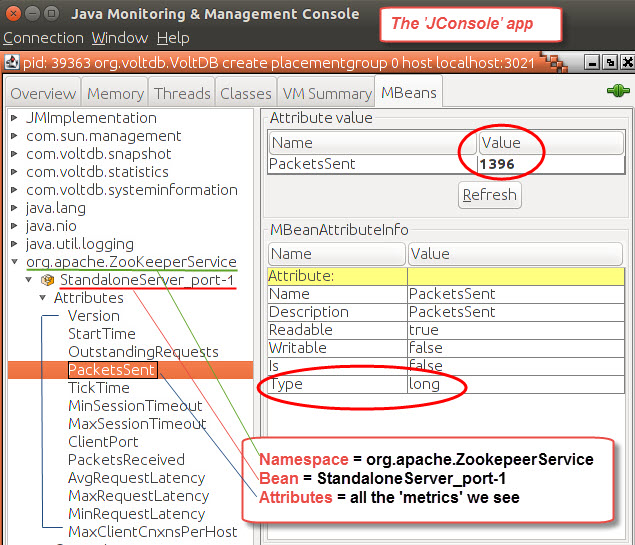 Java Monitoring & Management Console
The 'JConsole' app
Connection Window Help
pid: 39363 org.voltdb.VoltDB create placementgroup 0 host localhost:3021
Overview Memory Threads Classes VM Summary MBeans
JMImplementation
com.sun.management
com.voltdb.snapshot
com.voltdb.statistics
com.voltdb.systeminformation
java.lang
java.nio
java.util.logging
org.apache.ZooKeeperService
StandaloneServer_port-1
Attributes
Version
StartTime
OutstandingRequests
PacketsSent
TickTime
MinSessionTimeout
MaxSessionTimeout
ClientPort
PacketsReceived
AvgRequestLatency
MaxRequestLatency
MinRequestLatency
MaxClientCnxnsPerHost
Attribute value
Name Value
PacketsSent 1396
Refresh
MBeanAttributeInfo
Name Value
Attribute:
Name PacketsSent
Description PacketsSent
Readable true
Writable false
Is false
Type long
Namespace = org.apache.ZookepeerService
Bean = StandaloneServer_port-1
Attributes = all the 'metrics' we see